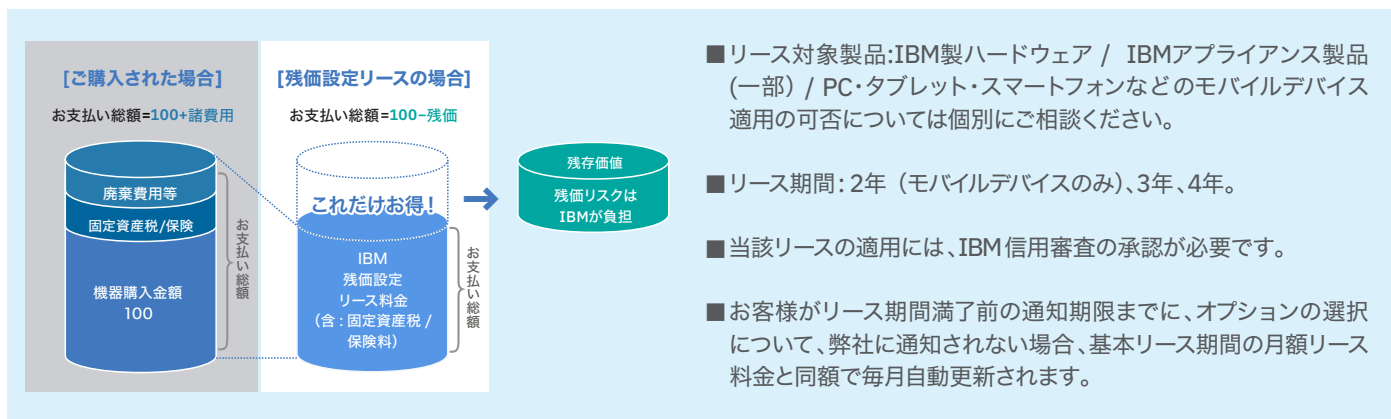 [ご購入された場合]
お支払い総額=100+諸費用
廃棄費用等
固定資産税/保険
機器購入金額
100
お支払い総額
[残価設定リースの場合]
お支払い総額=100−残価
これだけお得!
IBM
残価設定
リース料金
(含:固定資産税/
保険料)
お支払い総額
残存価値
残価リスクは
IBMが負担
■リース対象製品:IBM製ハードウェア / IBMアプライアンス製品
(一部) / PC・タブレット・スマートフォンなどのモバイルデバイス
適用の可否については個別にご相談ください。
■リース期間:2年 (モバイルデバイスのみ)、3年、4年。
■当該リースの適用には、IBM信用審査の承認が必要です。
■お客様がリース期間満了前の通知期限までに、オプションの選択
について、弊社に通知されない場合、基本リース期間の月額リース
料金と同額で毎月自動更新されます。